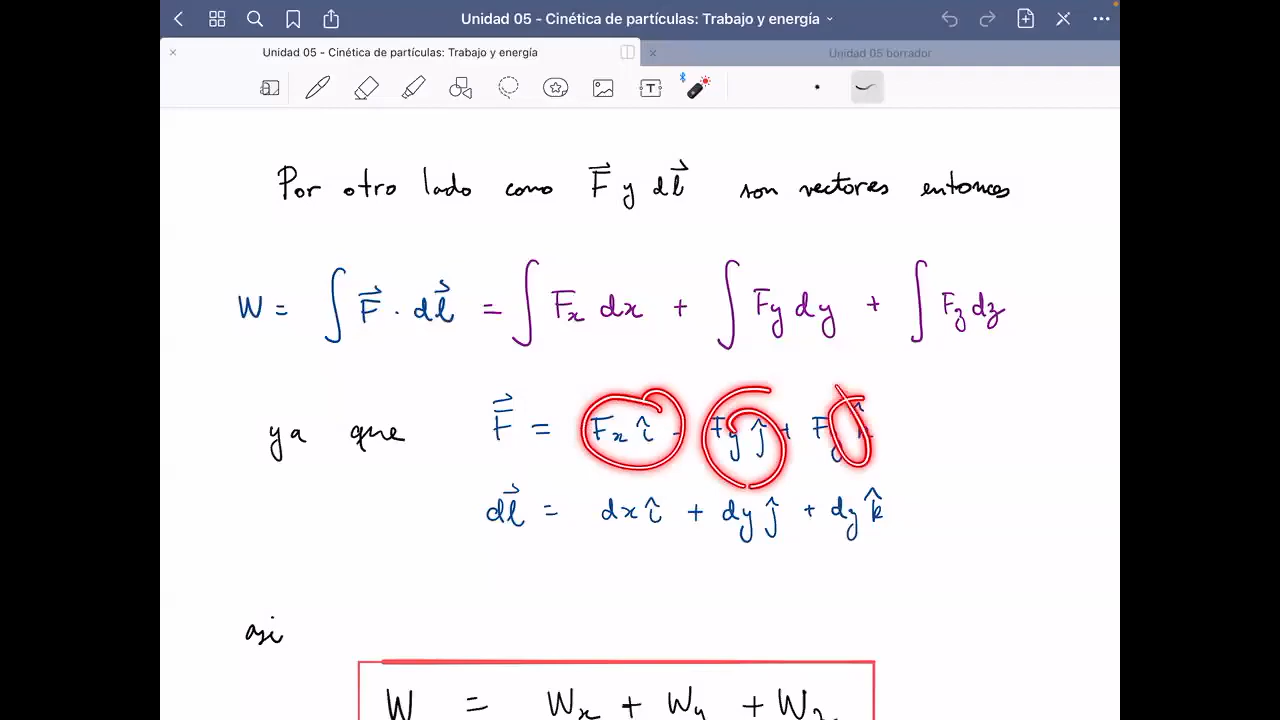 Unidad 05 - Cinética de partículas: Trabajo y energía
Unidad 05 - Cinética de partículas: Trabajo y energía
Unidad 05 borrador
T
Por otro lado como F⃗ y dl⃗ son vectores entonces
W = ∫ F⃗ · dl⃗ = ∫ Fx dx + ∫ Fy dy + ∫ Fz dz
ya que F⃗ = Fx î + Fy ĵ + Fz k̂
dl⃗ = dx î + dy ĵ + dz k̂
asi
W = Wx + Wy + Wz